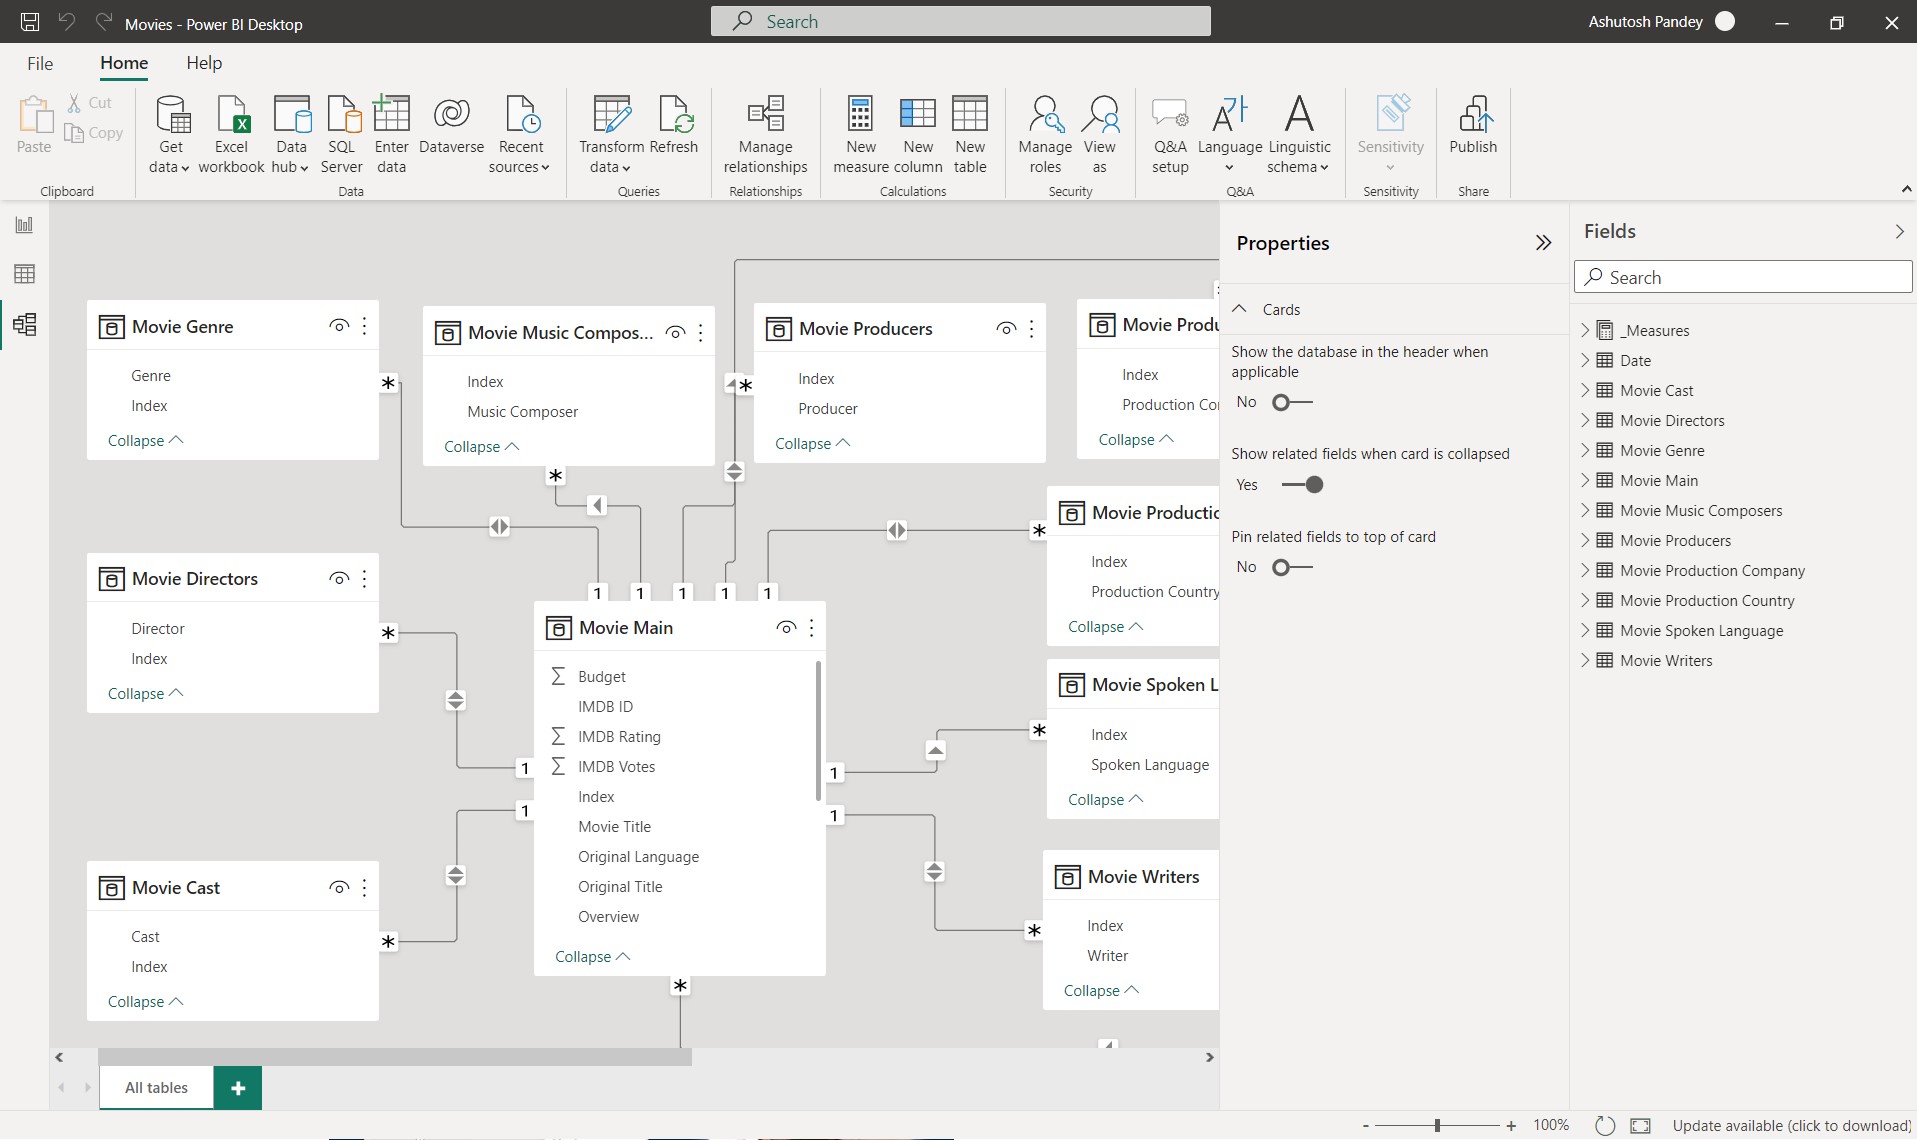 Movies - Power BI Desktop
Search
Ashutosh Pandey
File
Home
Help
Paste
Cut
Copy
Clipboard
Get data
Excel workbook
Data hub
SQL Server
Enter data
Dataverse
Recent sources
Data
Transform data
Refresh
Queries
Manage relationships
Relationships
New measure
New column
New table
Calculations
Manage roles
View as
Security
Q&A setup
Language
Linguistic schema
Q&A
Sensitivity
Sensitivity
Publish
Share
Movie Genre
Genre
Index
Collapse
*
Movie Music Compos...
Index
Music Composer
Collapse
*
Movie Producers
Index
Producer
Collapse
*
Movie Produ
Index
Production Co
Collapse
Movie Productio
Index
Production Country
Collapse
*
Movie Directors
Director
Index
Collapse
*
1
1
1
1
1
Movie Main
Budget
IMDB ID
IMDB Rating
IMDB Votes
Index
Movie Title
Original Language
Original Title
Overview
Collapse
*
1
1
1
1
Movie Spoken L
Index
Spoken Language
Collapse
*
Movie Cast
Cast
Index
Collapse
*
Movie Writers
Index
Writer
Collapse
*
All tables
+
Properties
Cards
Show the database in the header when
applicable
No
Show related fields when card is collapsed
Yes
Pin related fields to top of card
No
Fields
Search
_Measures
Date
Movie Cast
Movie Directors
Movie Genre
Movie Main
Movie Music Composers
Movie Producers
Movie Production Company
Movie Production Country
Movie Spoken Language
Movie Writers
- + 100%
Update available (click to download)